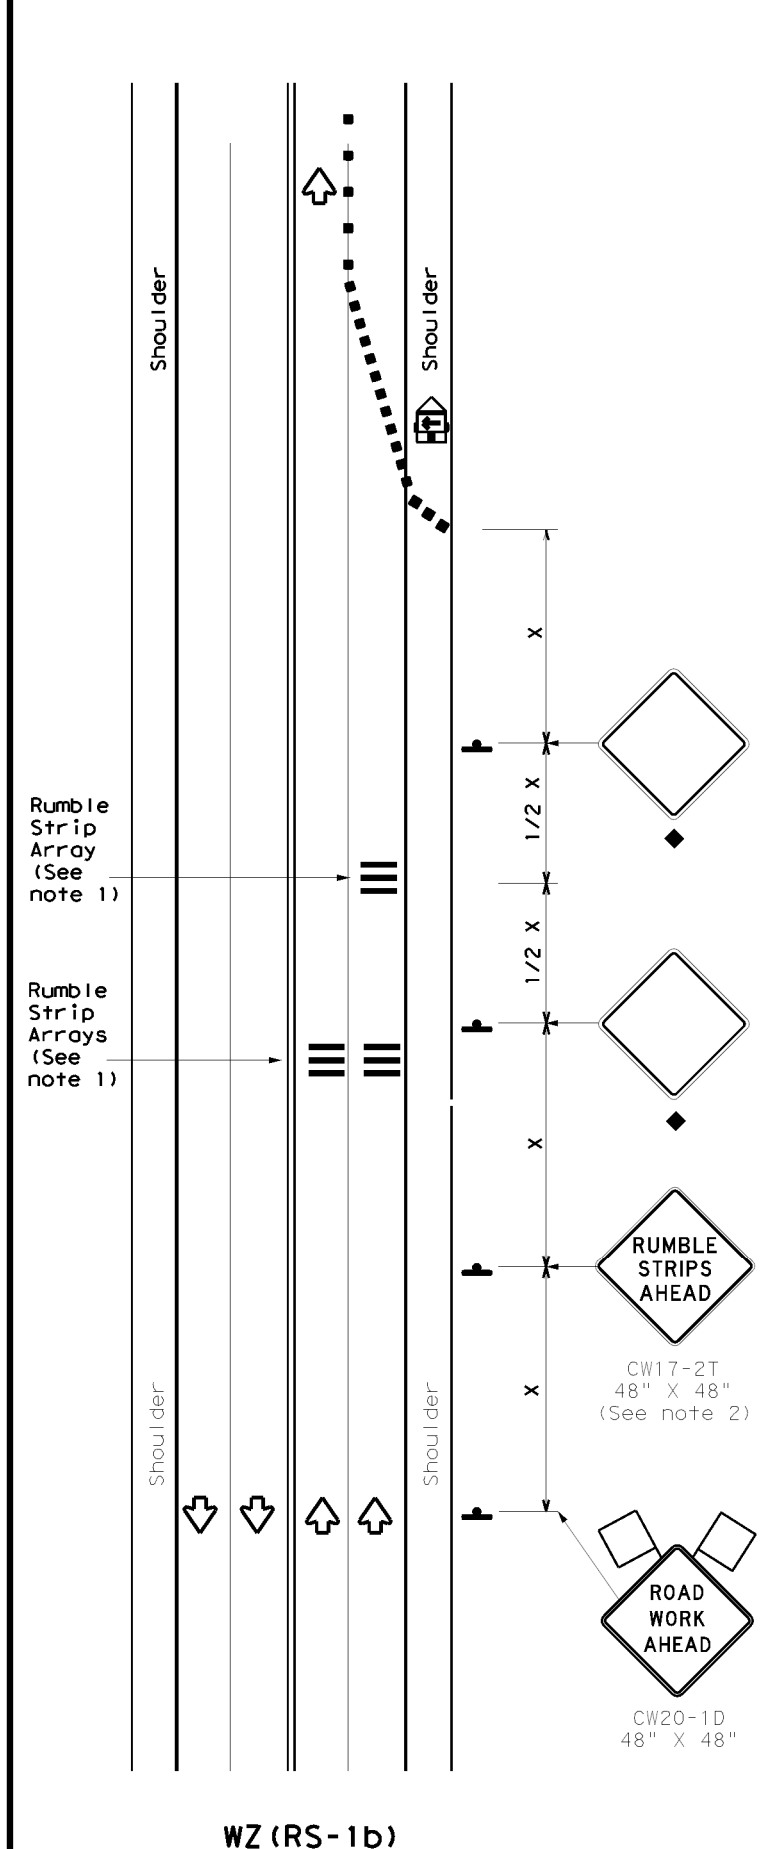 Shoulder
Shoulder
X
1/2 X
Rumble
Strip
Array
(See
note 1)
1/2 X
Rumble
Strip
Arrays
(See
note 1)
X
RUMBLE
STRIPS
AHEAD
CW17-2T
48" X 48"
(See note 2)
X
Shoulder
Shoulder
ROAD
WORK
AHEAD
CW20-1D
48" X 48"
WZ(RS-1b)